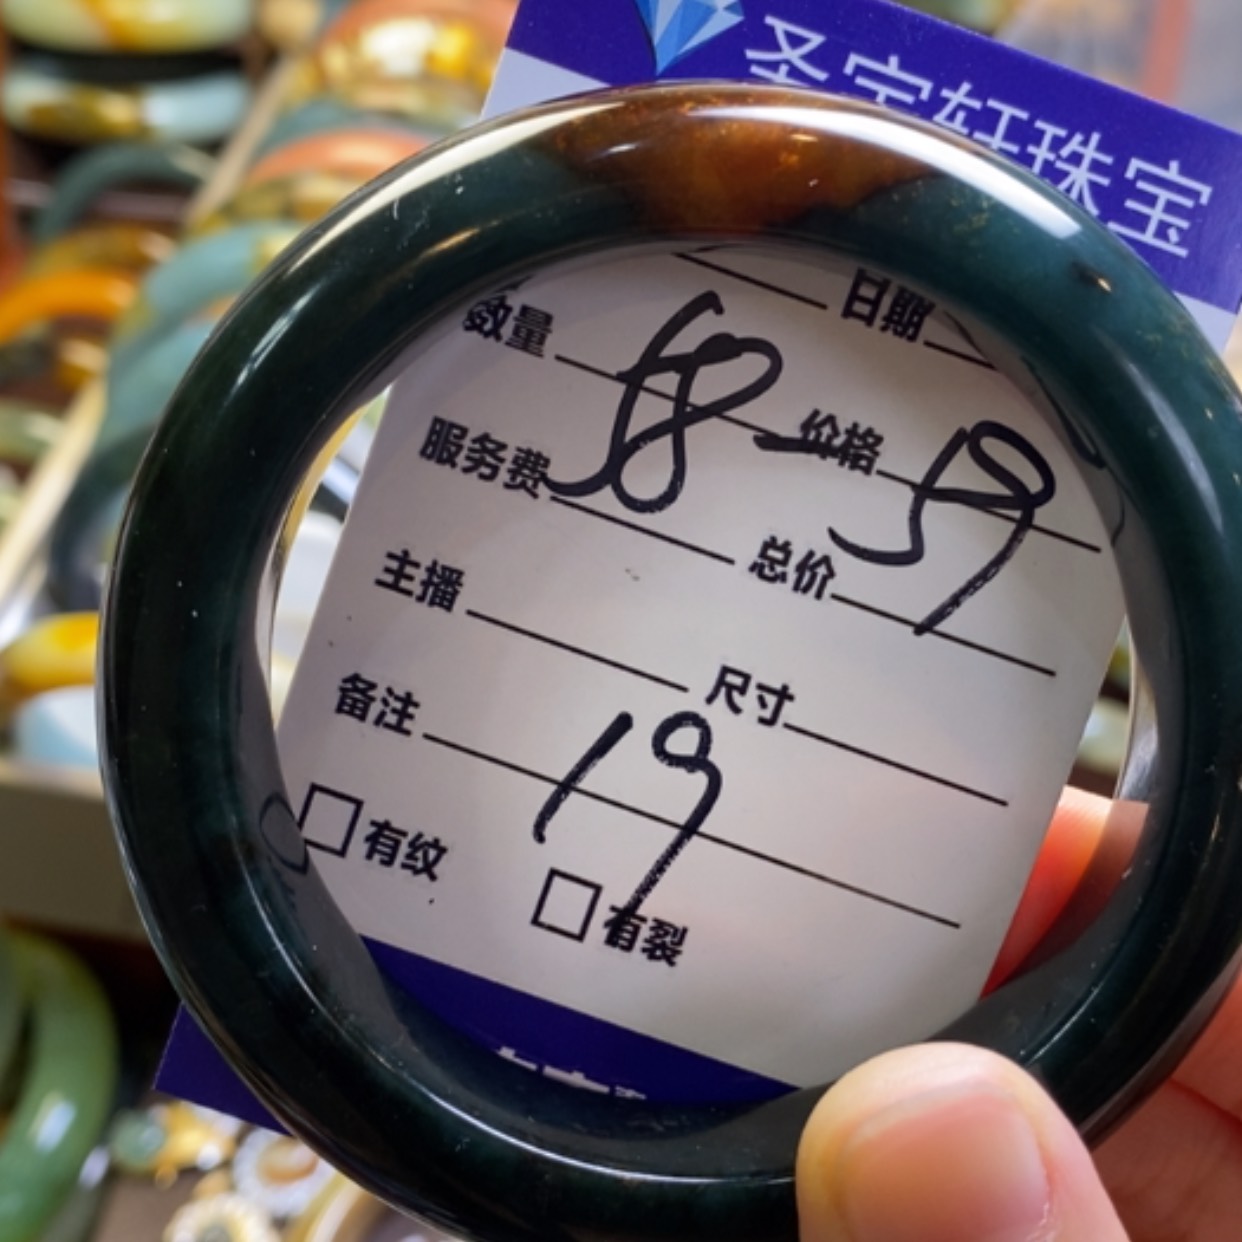 圣宝轩珠宝
日期
数量 58- 价格 59
服务费 总价
主播 尺寸
备注 19
□有纹 □有裂